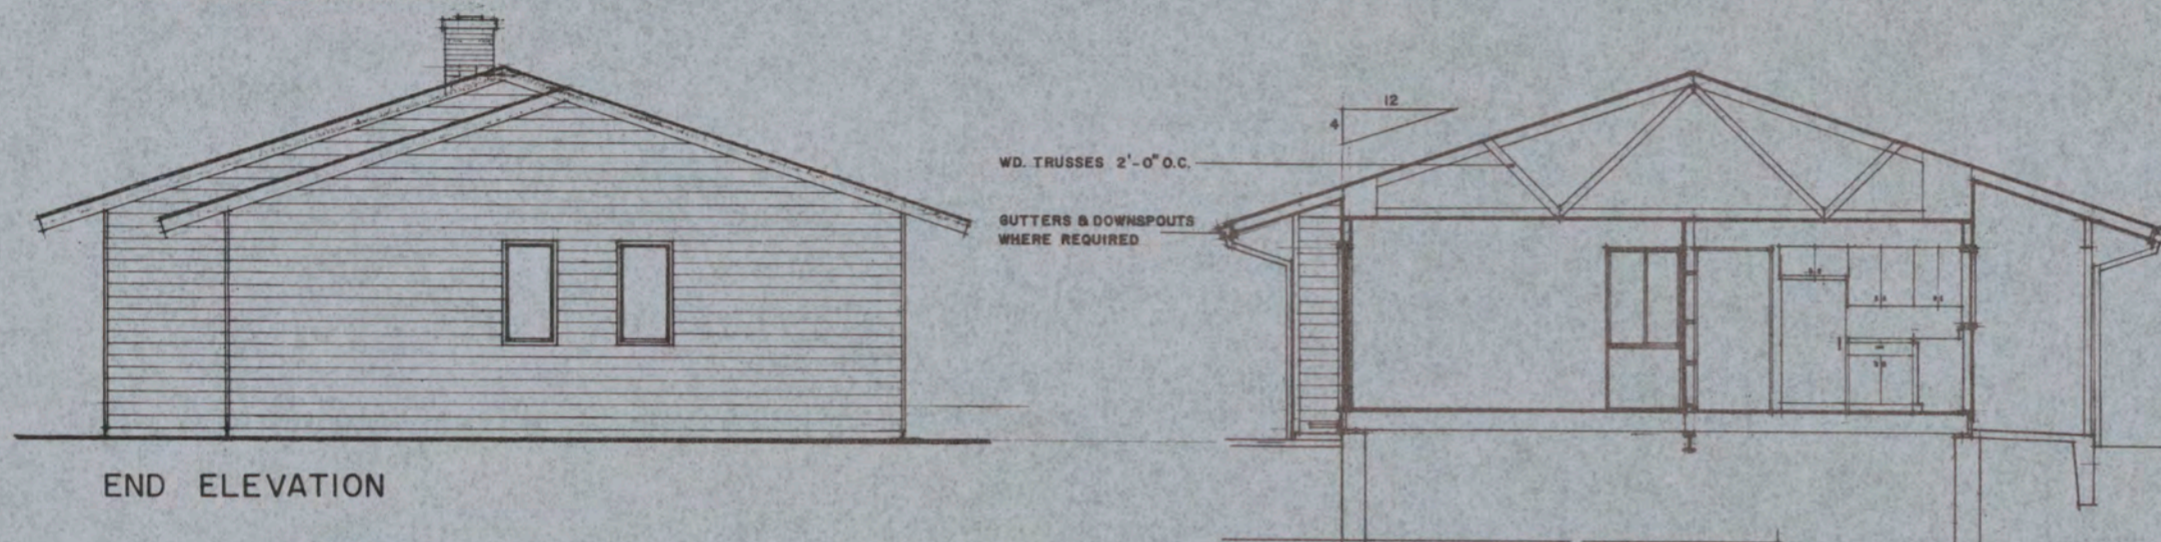 12
4
WD. TRUSSES 2'-0" O.C.
GUTTERS & DOWNSPOUTS
WHERE REQUIRED
END ELEVATION